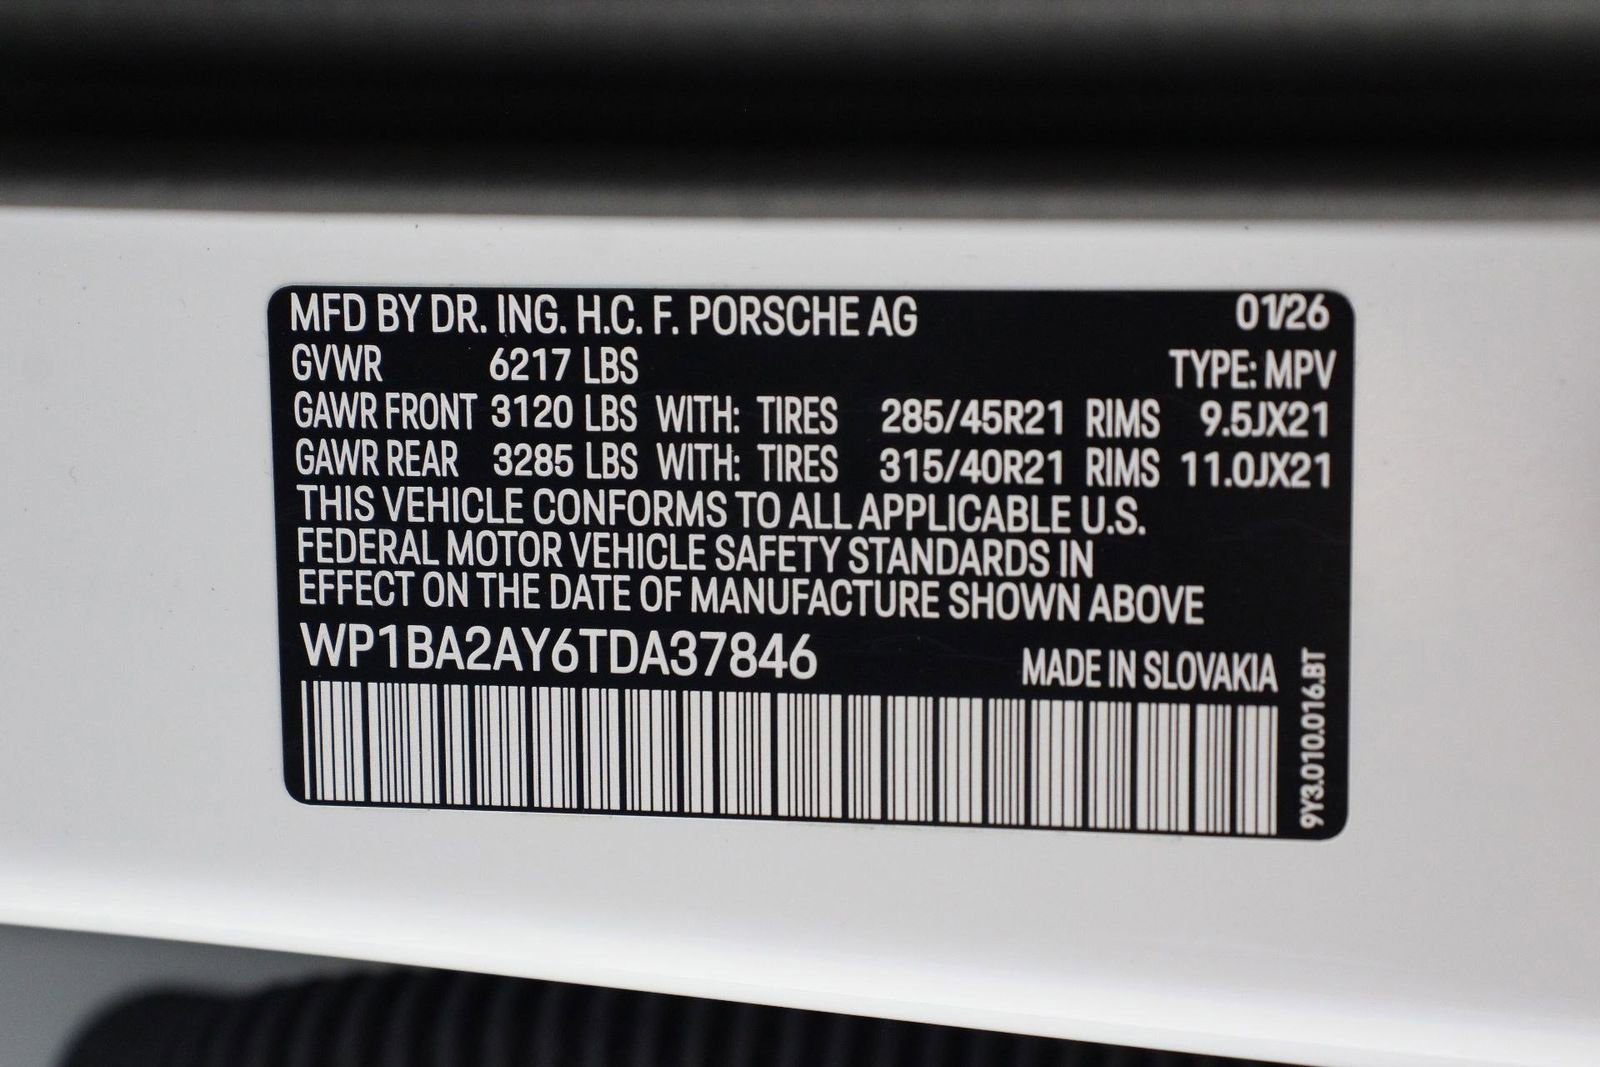 MFD BY DR. ING. H.C. F. PORSCHE AG 01/26
GVWR 6217 LBS TYPE: MPV
GAWR FRONT 3120 LBS WITH: TIRES 285/45R21 RIMS 9.5JX21
GAWR REAR 3285 LBS WITH: TIRES 315/40R21 RIMS 11.0JX21
THIS VEHICLE CONFORMS TO ALL APPLICABLE U.S.
FEDERAL MOTOR VEHICLE SAFETY STANDARDS IN
EFFECT ON THE DATE OF MANUFACTURE SHOWN ABOVE
WP1BA2AY6TDA37846 MADE IN SLOVAKIA
9Y3.010.016.BT